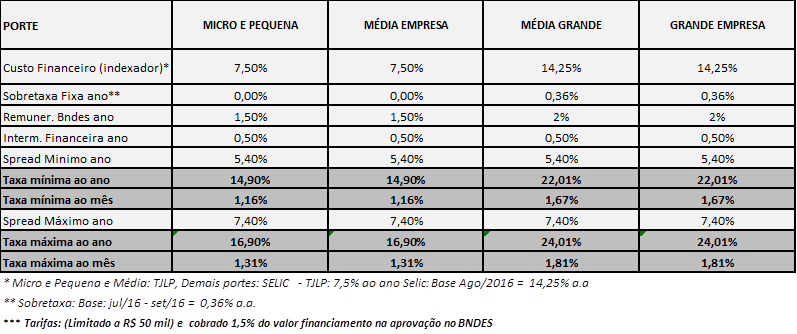 PORTE MICRO E PEQUENA MÉDIA EMPRESA MÉDIA GRANDE GRANDE EMPRESA
Custo Financeiro (indexador)* 7,50% 7,50% 14,25% 14,25%
Sobretaxa Fixa ano** 0,00% 0,00% 0,36% 0,36%
Remuner. Bndes ano 1,50% 1,50% 2% 2%
Interm. Financeira ano 0,50% 0,50% 0,50% 0,50%
Spread Minimo ano 5,40% 5,40% 5,40% 5,40%
Taxa mínima ao ano 14,90% 14,90% 22,01% 22,01%
Taxa mínima ao mês 1,16% 1,16% 1,67% 1,67%
Spread Máximo ano 7,40% 7,40% 7,40% 7,40%
Taxa máxima ao ano 16,90% 16,90% 24,01% 24,01%
Taxa máxima ao mês 1,31% 1,31% 1,81% 1,81%
* Micro e Pequena e Média: TJLP, Demais portes: SELIC - TJLP: 7,5% ao ano Selic: Base Ago/2016 = 14,25% a.a
** Sobretaxa: Base: jul/16 - set/16 = 0,36% a.a.
*** Tarifas: (Limitado a R$ 50 mil) e cobrado 1,5% do valor financiamento na aprovação no BNDES